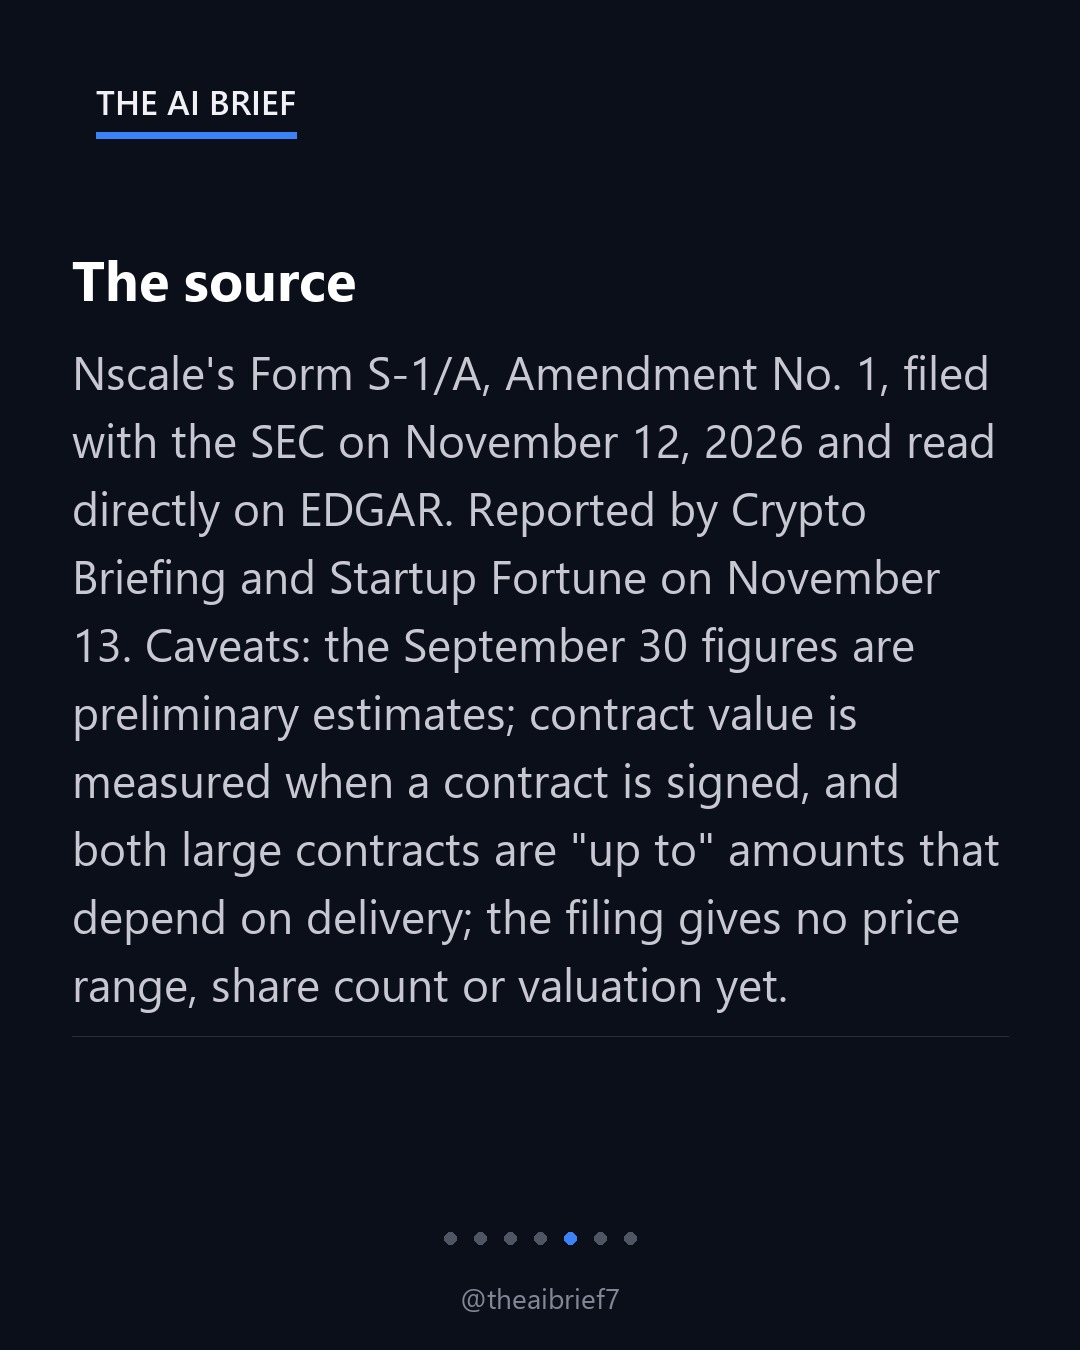 THE AI BRIEF
The source
Nscale's Form S-1/A, Amendment No. 1, filed
with the SEC on November 12, 2026 and read
directly on EDGAR. Reported by Crypto
Briefing and Startup Fortune on November
13. Caveats: the September 30 figures are
preliminary estimates; contract value is
measured when a contract is signed, and
both large contracts are "up to" amounts that
depend on delivery; the filing gives no price
range, share count or valuation yet.
@theaibrief7